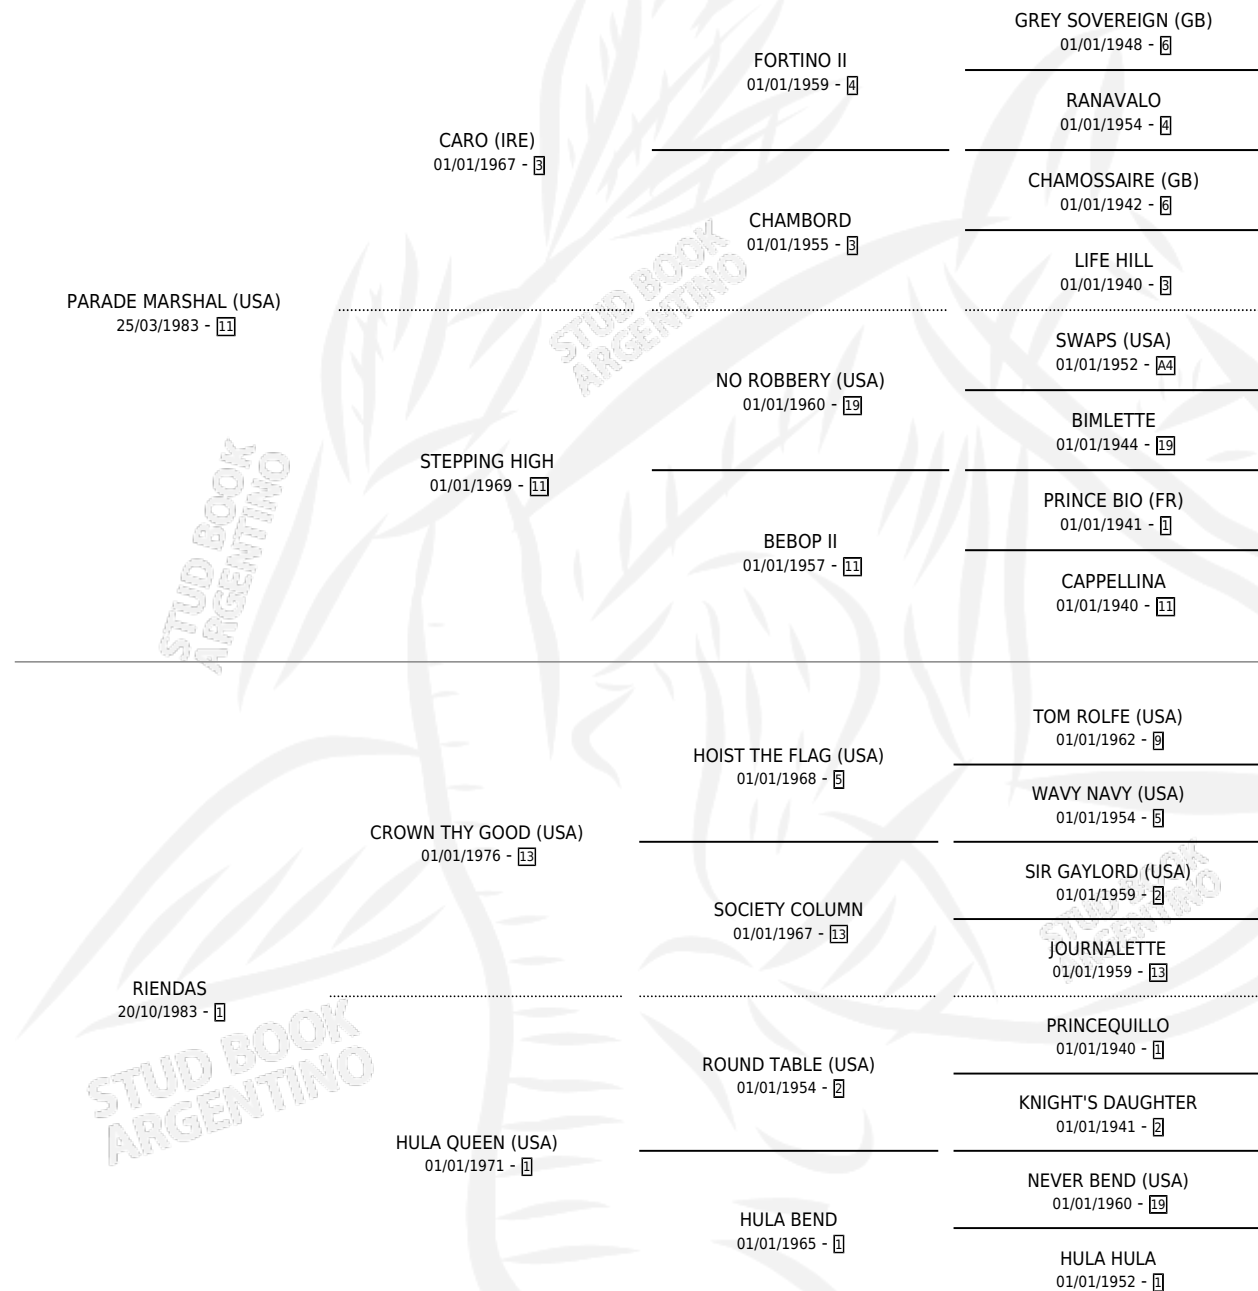 GREY SOVEREIGN (GB)
01/01/1948 - 6
FORTINO II
01/01/1959 - 4
RANAVALO
01/01/1954 - 4
CARO (IRE)
01/01/1967 - 3
CHAMOSSAIRE (GB)
01/01/1942 - 6
CHAMBORD
01/01/1955 - 3
LIFE HILL
01/01/1940 - 3
PARADE MARSHAL (USA)
25/03/1983 - 11
SWAPS (USA)
01/01/1952 - A4
NO ROBBERY (USA)
01/01/1960 - 19
BIMLETTE
01/01/1944 - 19
STEPPING HIGH
01/01/1969 - 11
PRINCE BIO (FR)
01/01/1941 - 1
BEBOP II
01/01/1957 - 11
CAPPELLINA
01/01/1940 - 11
TOM ROLFE (USA)
01/01/1962 - 9
HOIST THE FLAG (USA)
01/01/1968 - 5
WAVY NAVY (USA)
01/01/1954 - 5
CROWN THY GOOD (USA)
01/01/1976 - 13
SIR GAYLORD (USA)
01/01/1959 - 2
SOCIETY COLUMN
01/01/1967 - 13
JOURNALETTE
01/01/1959 - 13
RIENDAS
20/10/1983 - 1
PRINCEQUILLO
01/01/1940 - 1
ROUND TABLE (USA)
01/01/1954 - 2
KNIGHT'S DAUGHTER
01/01/1941 - 2
HULA QUEEN (USA)
01/01/1971 - 1
NEVER BEND (USA)
01/01/1960 - 19
HULA BEND
01/01/1965 - 1
HULA HULA
01/01/1952 - 1
STUD BOOK
ARGENTINO
STUD BOOK
ARGENTINO
STUD BOOK
ARGENTINO
STUD BOOK
ARGENTINO